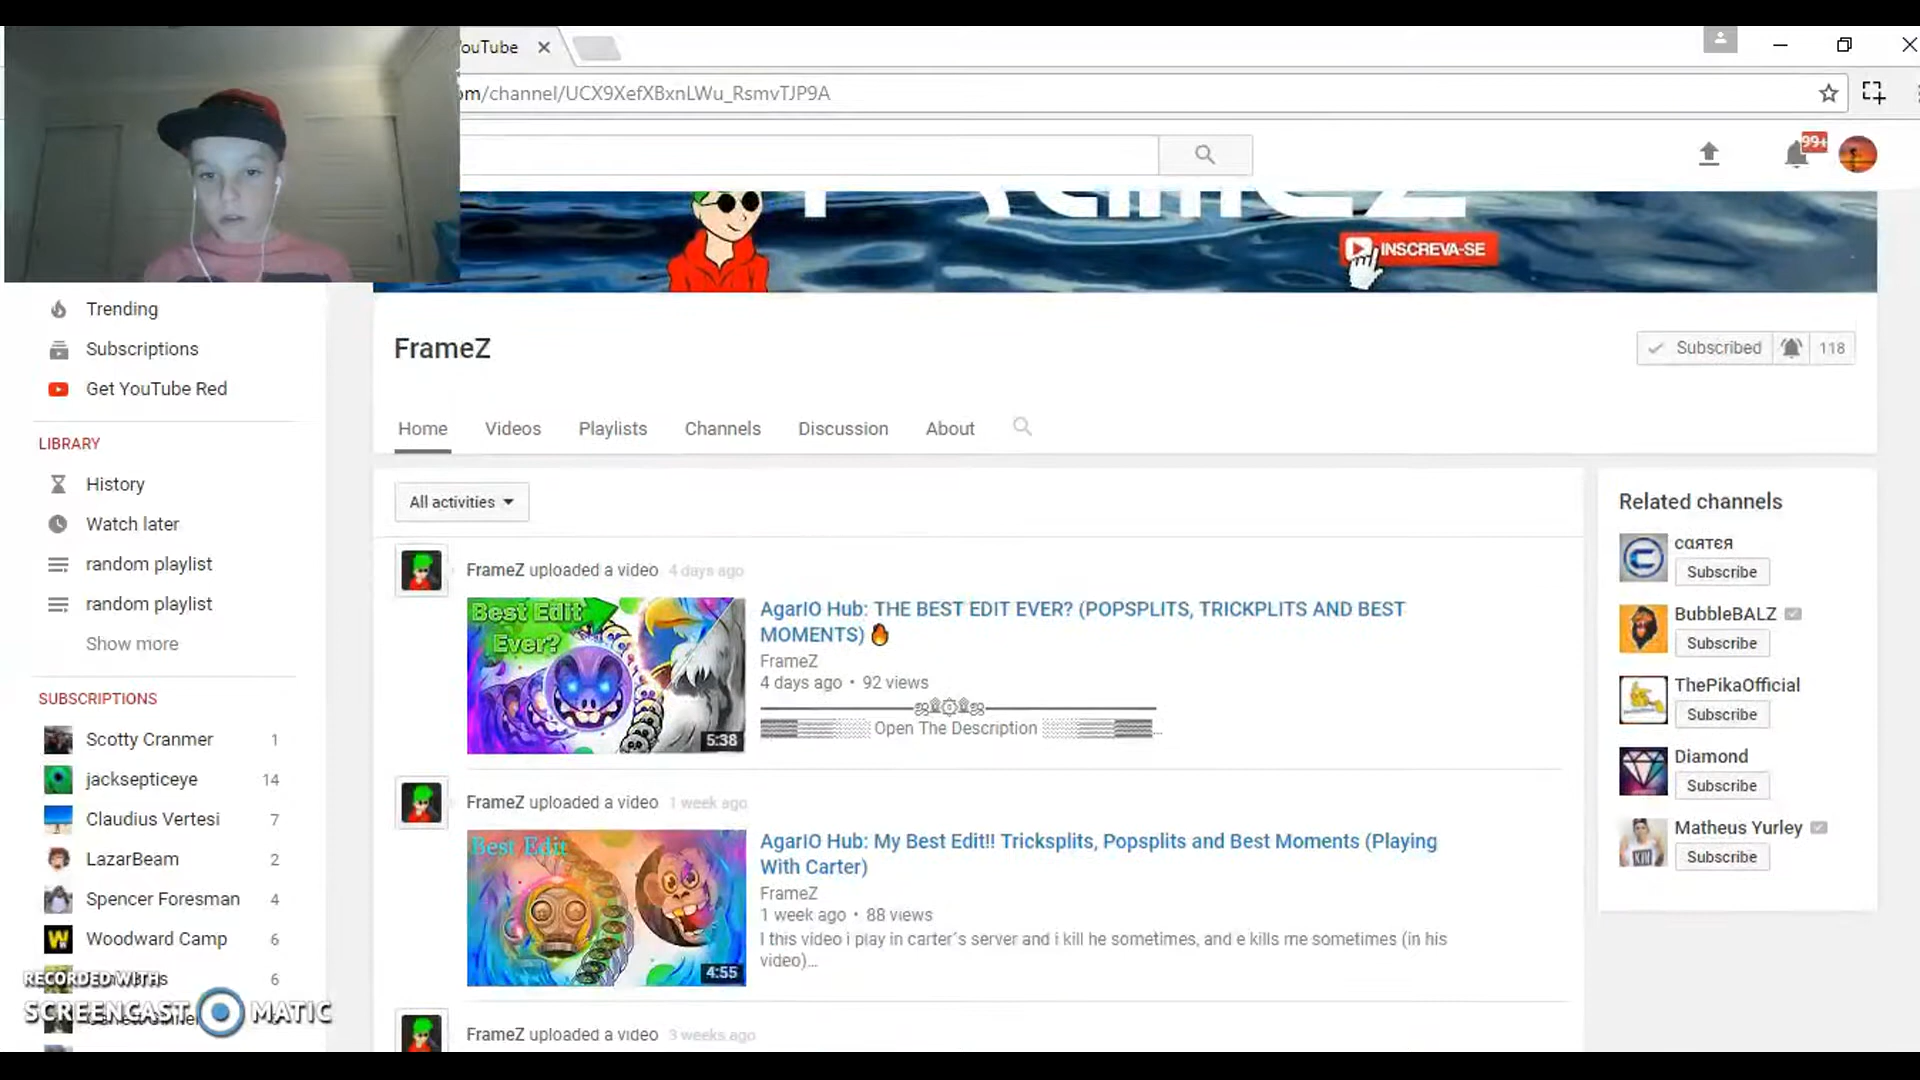 ouTube
om/channel/UCX9XefXBxnLWu_RsmvTJP9A
99+
INSCREVA-SE
Trending
Subscriptions
Get YouTube Red
LIBRARY
History
Watch later
random playlist
random playlist
Show more
SUBSCRIPTIONS
Scotty Cranmer 1
jacksepticeye 14
Claudius Vertesi 7
LazarBeam 2
Spencer Foresman 4
Woodward Camp 6
6
RECORDED WITH
SCREENCAST MATIC
FrameZ
Subscribed 118
Home Videos Playlists Channels Discussion About
All activities
FrameZ uploaded a video 4 days ago
Best Edit
Ever?
5:38
AgarIO Hub: THE BEST EDIT EVER? (POPSPLITS, TRICKPLITS AND BEST
MOMENTS) 🔥
FrameZ
4 days ago • 92 views
Open The Description ...
FrameZ uploaded a video 1 week ago
Best Edit
4:55
AgarIO Hub: My Best Edit!! Tricksplits, Popsplits and Best Moments (Playing
With Carter)
FrameZ
1 week ago • 88 views
I this video i play in carter´s server and i kill he sometimes, and e kills me sometimes (in his
video)...
FrameZ uploaded a video 3 weeks ago
Related channels
cαятєя
Subscribe
BubbleBALZ
Subscribe
ThePikaOfficial
Subscribe
Diamond
Subscribe
Matheus Yurley
Subscribe